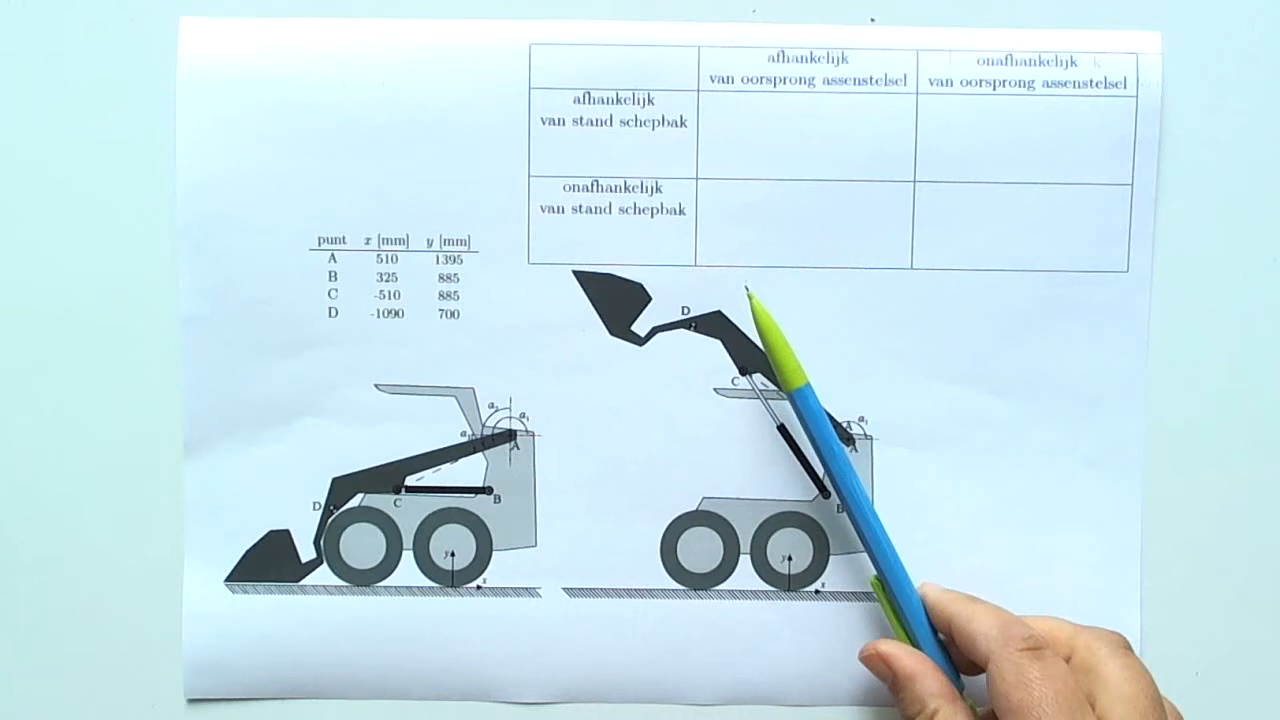 afhankelijk
van oorsprong assenstelsel
onafhankelijk
van oorsprong assenstelsel
afhankelijk
van stand schepbak
onafhankelijk
van stand schepbak
punt x [mm] y [mm]
A 510 1395
B 325 885
C -510 885
D -1090 700
D
C
A
B
y
x
D
C
A
B
y
x